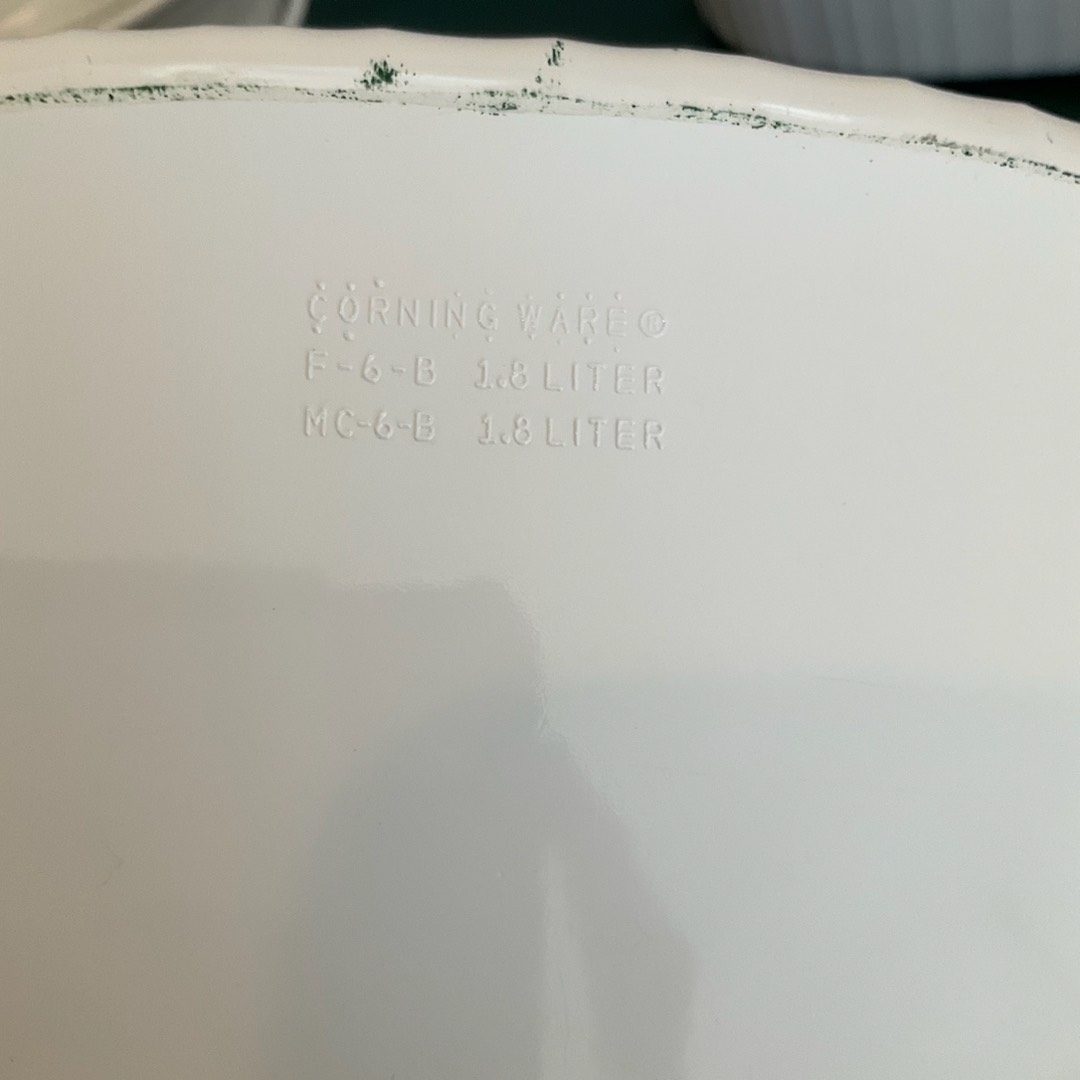 CORNING WARE®
F-6-B 1.8 LITER
MC-6-B 1.8 LITER